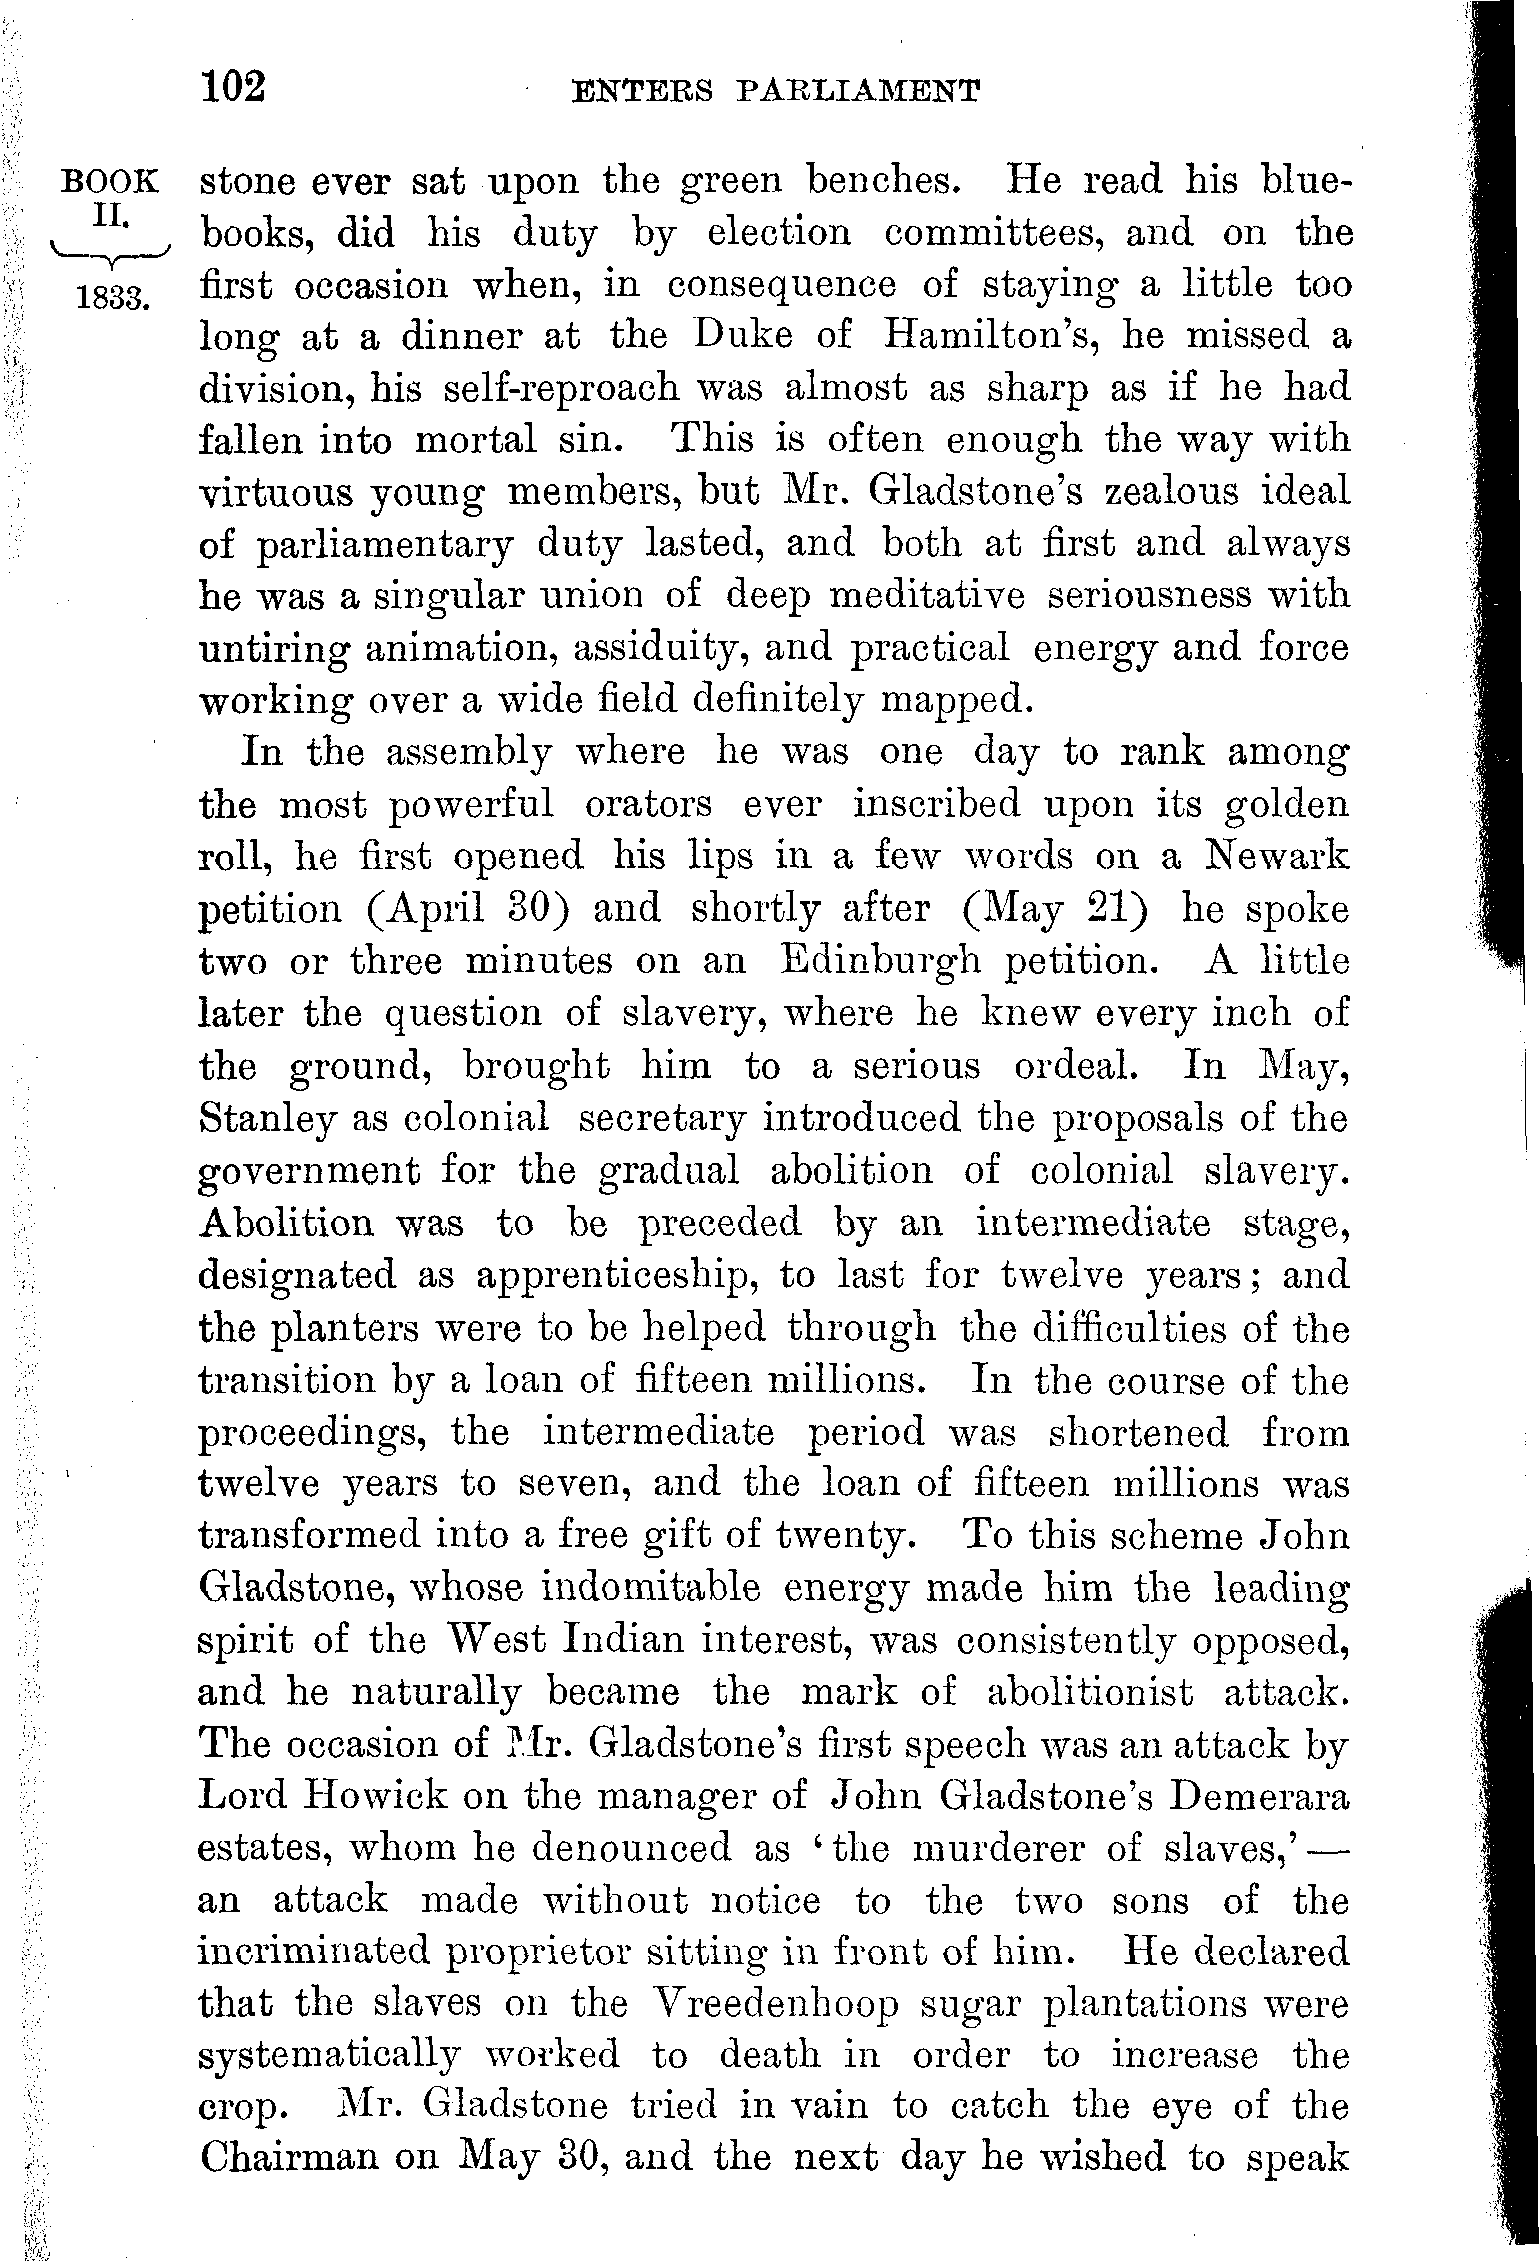 102 ENTERS PARLIAMENT
BOOK
II.
1833.
stone ever sat upon the green benches. He read his blue-
books, did his duty by election committees, and on the
first occasion when, in consequence of staying a little too
long at a dinner at the Duke of Hamilton's, he missed a
division, his self-reproach was almost as sharp as if he had
fallen into mortal sin. This is often enough the way with
virtuous young members, but Mr. Gladstone's zealous ideal
of parliamentary duty lasted, and both at first and always
he was a singular union of deep meditative seriousness with
untiring animation, assiduity, and practical energy and force
working over a wide field definitely mapped.
In the assembly where he was one day to rank among
the most powerful orators ever inscribed upon its golden
roll, he first opened his lips in a few words on a Newark
petition (April 30) and shortly after (May 21) he spoke
two or three minutes on an Edinburgh petition. A little
later the question of slavery, where he knew every inch of
the ground, brought him to a serious ordeal. In May,
Stanley as colonial secretary introduced the proposals of the
government for the gradual abolition of colonial slavery.
Abolition was to be preceded by an intermediate stage,
designated as apprenticeship, to last for twelve years; and
the planters were to be helped through the difficulties of the
transition by a loan of fifteen millions. In the course of the
proceedings, the intermediate period was shortened from
twelve years to seven, and the loan of fifteen millions was
transformed into a free gift of twenty. To this scheme John
Gladstone, whose indomitable energy made him the leading
spirit of the West Indian interest, was consistently opposed,
and he naturally became the mark of abolitionist attack.
The occasion of Mr. Gladstone's first speech was an attack by
Lord Howick on the manager of John Gladstone's Demerara
estates, whom he denounced as 'the murderer of slaves,'—
an attack made without notice to the two sons of the
incriminated proprietor sitting in front of him. He declared
that the slaves on the Vreedenhoop sugar plantations were
systematically worked to death in order to increase the
crop. Mr. Gladstone tried in vain to catch the eye of the
Chairman on May 30, and the next day he wished to speak